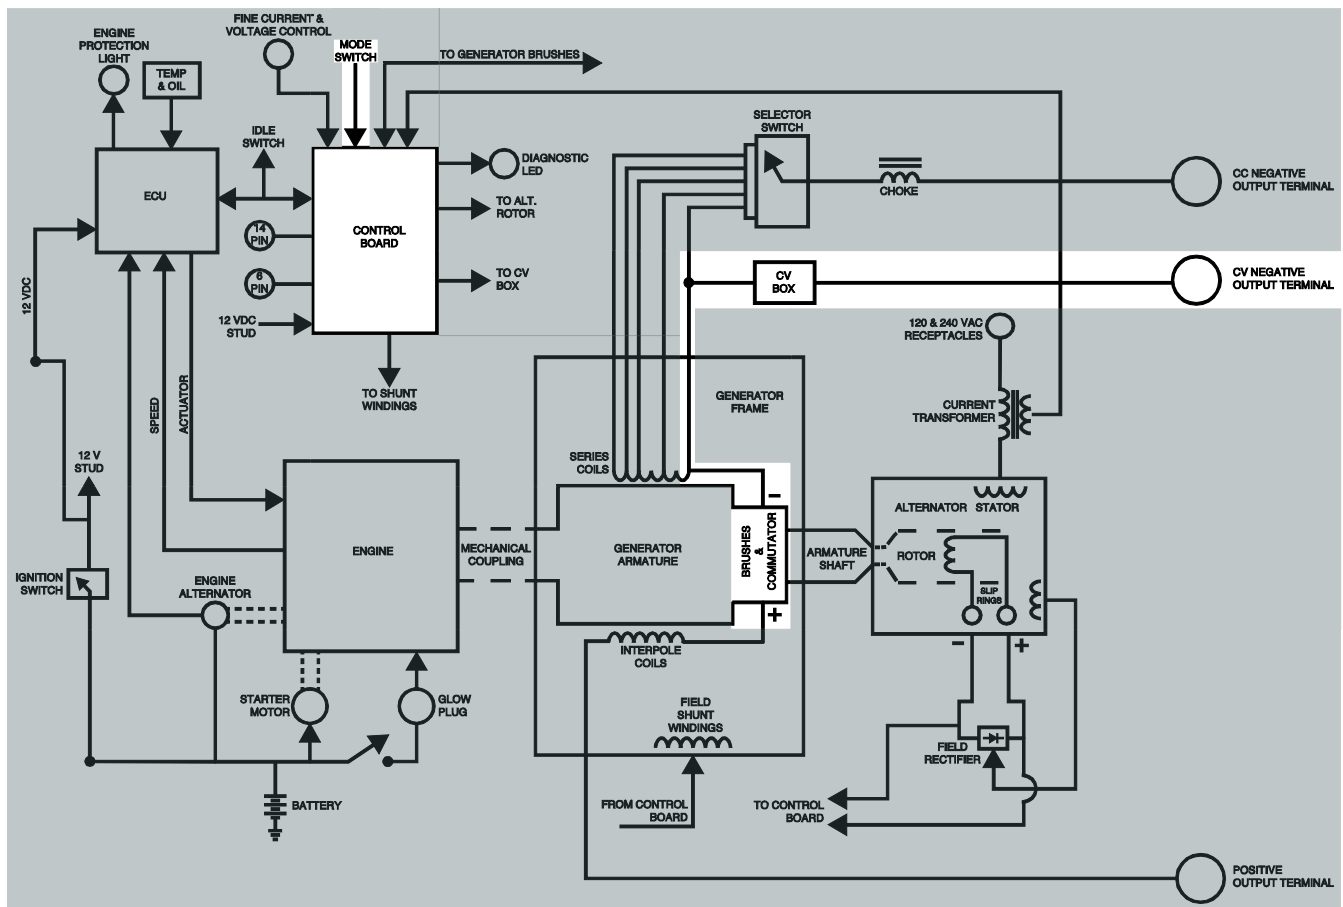 FINE CURRENT &
VOLTAGE CONTROL
ENGINE
PROTECTION
LIGHT
MODE
SWITCH
TO GENERATOR BRUSHES
TEMP
& OIL
IDLE
SWITCH
SELECTOR
SWITCH
DIAGNOSTIC
LED
ECU
CHOKE
CC NEGATIVE
OUTPUT TERMINAL
TO ALT.
ROTOR
14
PIN
CONTROL
BOARD
6
PIN
TO CV
BOX
CV
BOX
CV NEGATIVE
OUTPUT TERMINAL
12 VDC
12 VDC
STUD
120 & 240 VAC
RECEPTACLES
TO SHUNT
WINDINGS
GENERATOR
FRAME
CURRENT
TRANSFORMER
SPEED
ACTUATOR
12 V
STUD
SERIES
COILS
ALTERNATOR STATOR
ENGINE
MECHANICAL
COUPLING
GENERATOR
ARMATURE
BRUSHES
&
COMMUTATOR
–
+
ARMATURE
SHAFT
ROTOR
SLIP
RINGS
IGNITION
SWITCH
ENGINE
ALTERNATOR
INTERPOLE
COILS
– +
STARTER
MOTOR
GLOW
PLUG
FIELD
SHUNT
WINDINGS
FIELD
RECTIFIER
BATTERY
FROM CONTROL
BOARD
TO CONTROL
BOARD
POSITIVE
OUTPUT TERMINAL